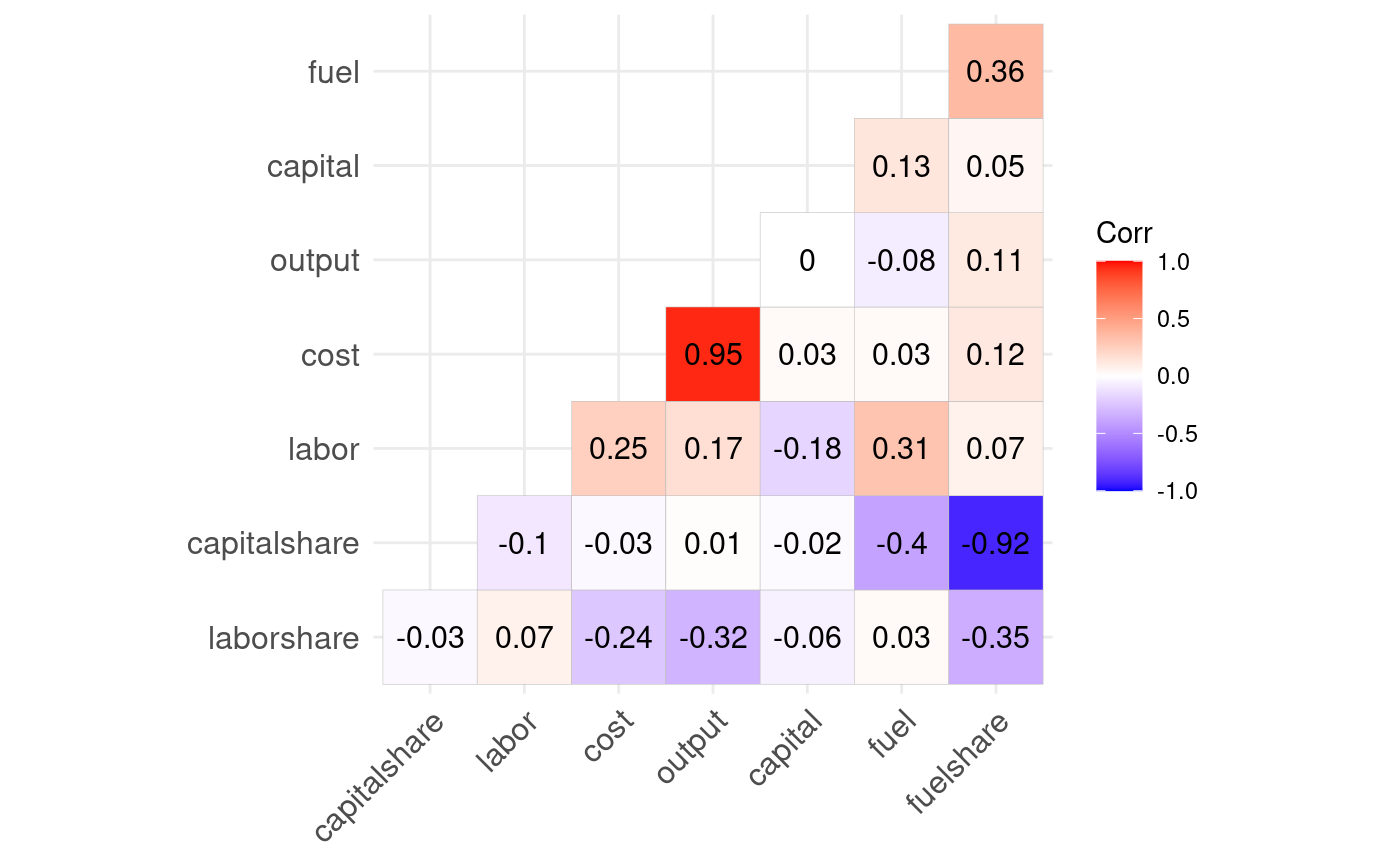 fuel 0.36
capital 0.13 0.05
output 0 -0.08 0.11
cost 0.95 0.03 0.03 0.12
labor 0.25 0.17 -0.18 0.31 0.07
capitalshare -0.1 -0.03 0.01 -0.02 -0.4 -0.92
laborshare -0.03 0.07 -0.24 -0.32 -0.06 0.03 -0.35
capitalshare labor cost output capital fuel fuelshare
Corr
1.0
0.5
0.0
-0.5
-1.0